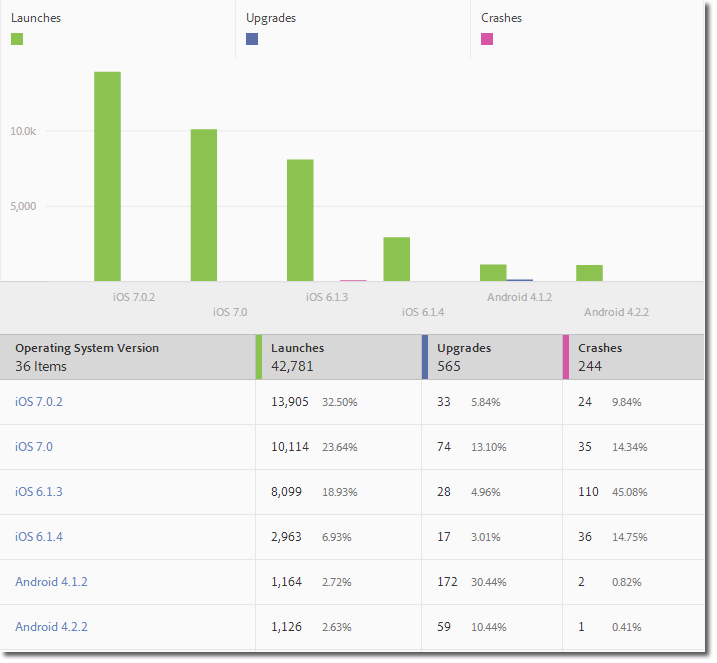 Launches Upgrades Crashes
10.0k
5,000
iOS 7.0.2 iOS 6.1.3 Android 4.1.2
iOS 7.0 iOS 6.1.4 Android 4.2.2
Operating System Version Launches Upgrades Crashes
36 Items 42,781 565 244
iOS 7.0.2 13,905 32.50% 33 5.84% 24 9.84%
iOS 7.0 10,114 23.64% 74 13.10% 35 14.34%
iOS 6.1.3 8,099 18.93% 28 4.96% 110 45.08%
iOS 6.1.4 2,963 6.93% 17 3.01% 36 14.75%
Android 4.1.2 1,164 2.72% 172 30.44% 2 0.82%
Android 4.2.2 1,126 2.63% 59 10.44% 1 0.41%